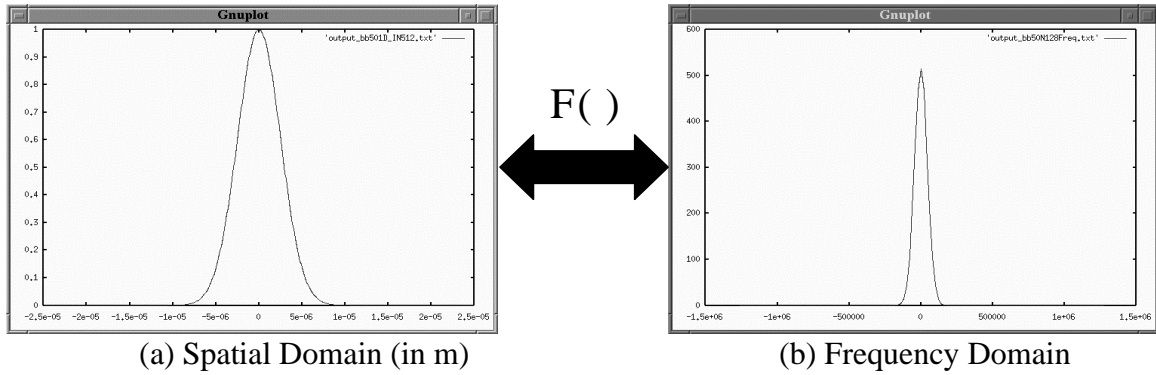 Gnuplot
'output_bb501D_IN512.txt'
1
0.9
0.8
0.7
0.6
0.5
0.4
0.3
0.2
0.1
0
-2.5e-05 -2e-05 -1.5e-05 -1e-05 -5e-06 0 5e-06 1e-05 1.5e-05 2e-05 2.5e-05
(a) Spatial Domain (in m)
F( )
Gnuplot
'output_bb50N128Freq.txt'
600
500
400
300
200
100
0
-1.5e+06 -1e+06 -500000 0 500000 1e+06 1.5e+06
(b) Frequency Domain